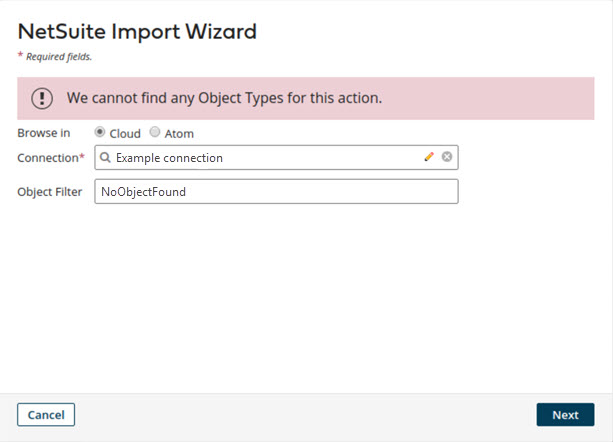 NetSuite Import Wizard
* Required fields.
We cannot find any Object Types for this action.
Browse in Cloud Atom
Connection* Example connection
Object Filter NoObjectFound
Cancel Next